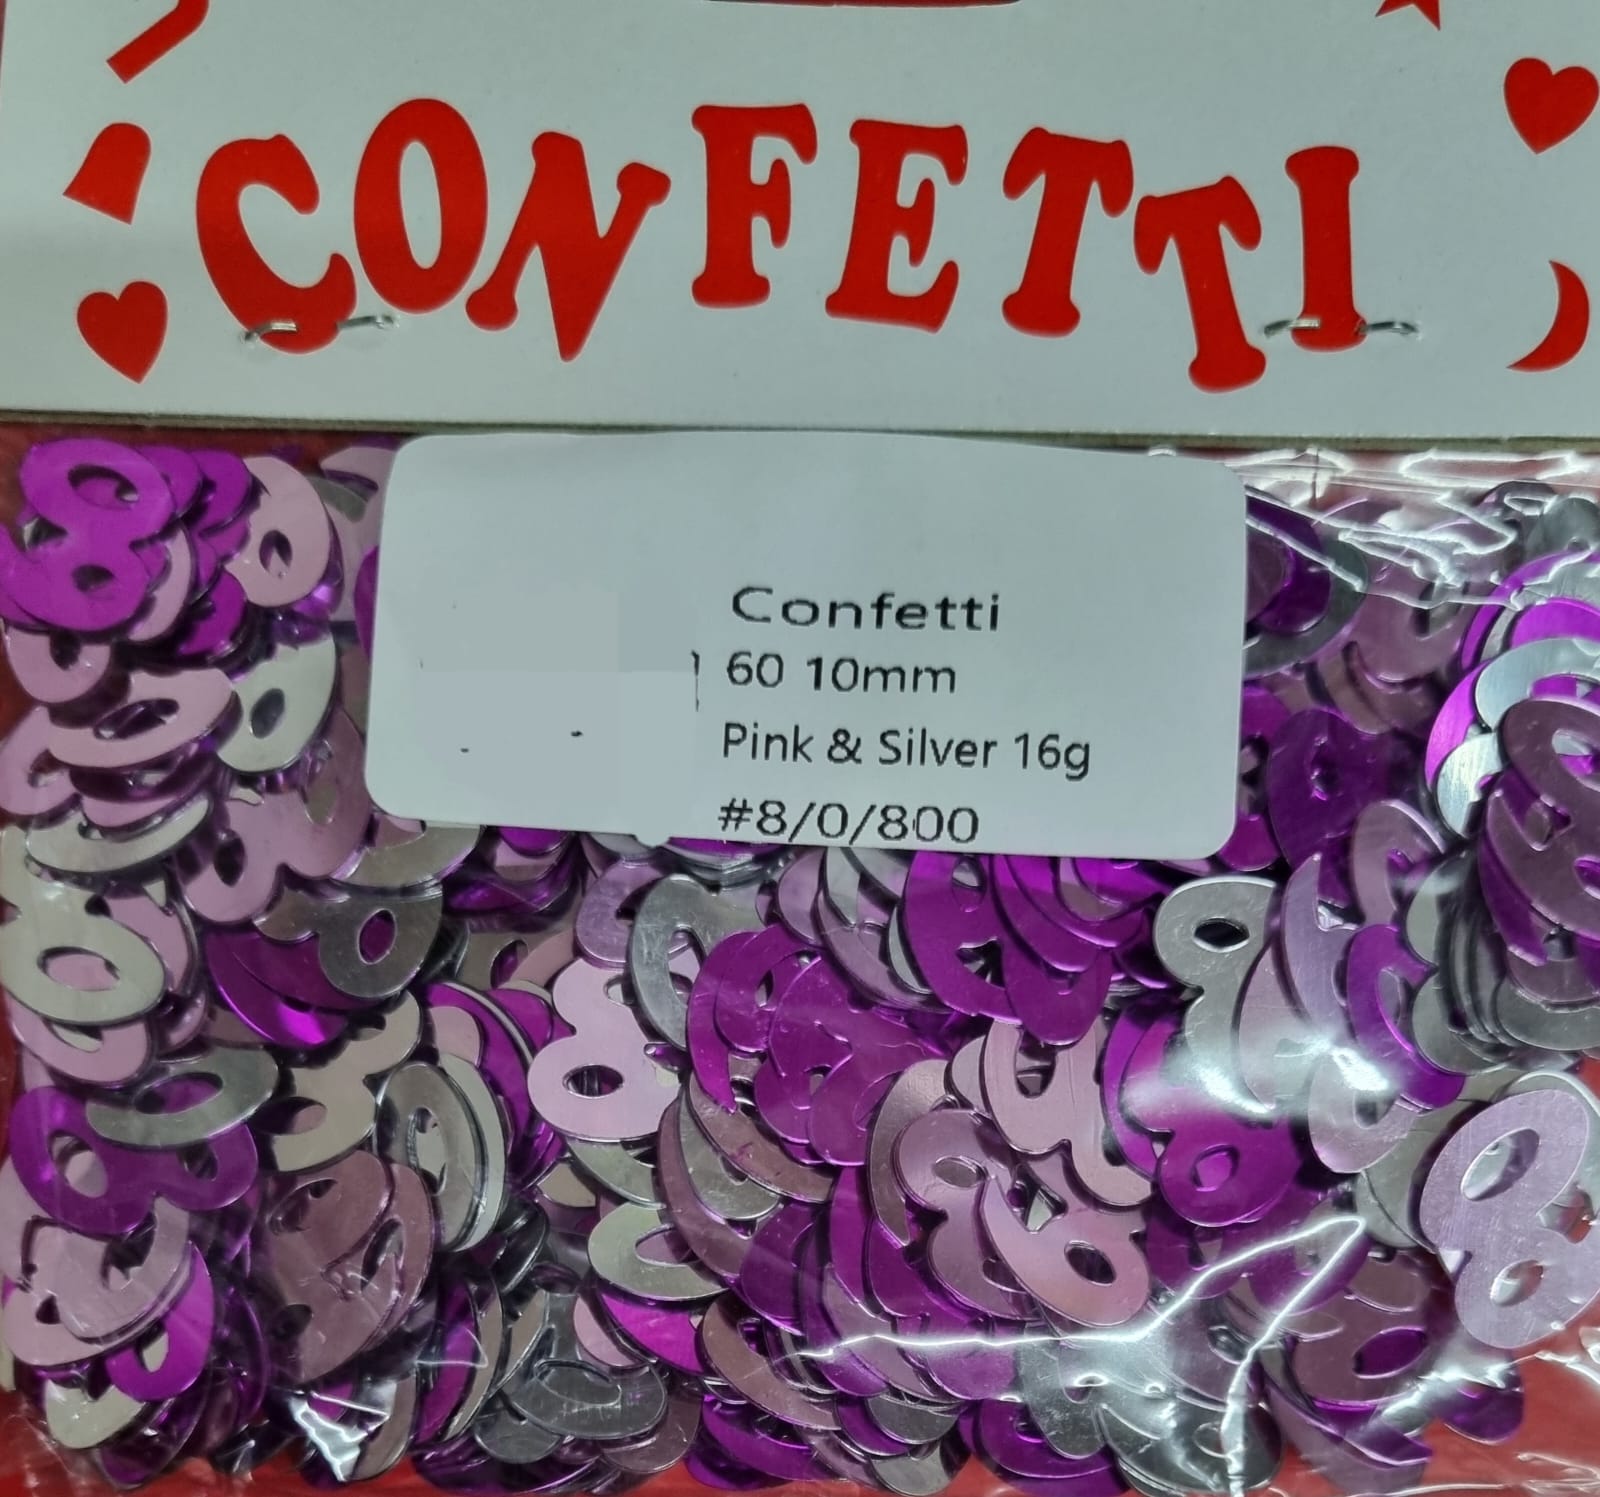 CONFETTI
Confetti
60 10mm
Pink & Silver 16g
#8/0/800